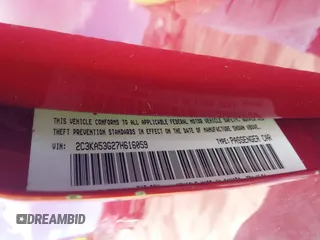 THIS VEHICLE CONFORMS TO ALL APPLICABLE FEDERAL MOTOR VEHICLE SAFETY, BUMPER AND
THEFT PREVENTION STANDARDS IN EFFECT ON THE DATE OF MANUFACTURE SHOWN ABOVE.
VIN: 2C3KA53G27H616859 TYPE: PASSENGER CAR
DREAMBID